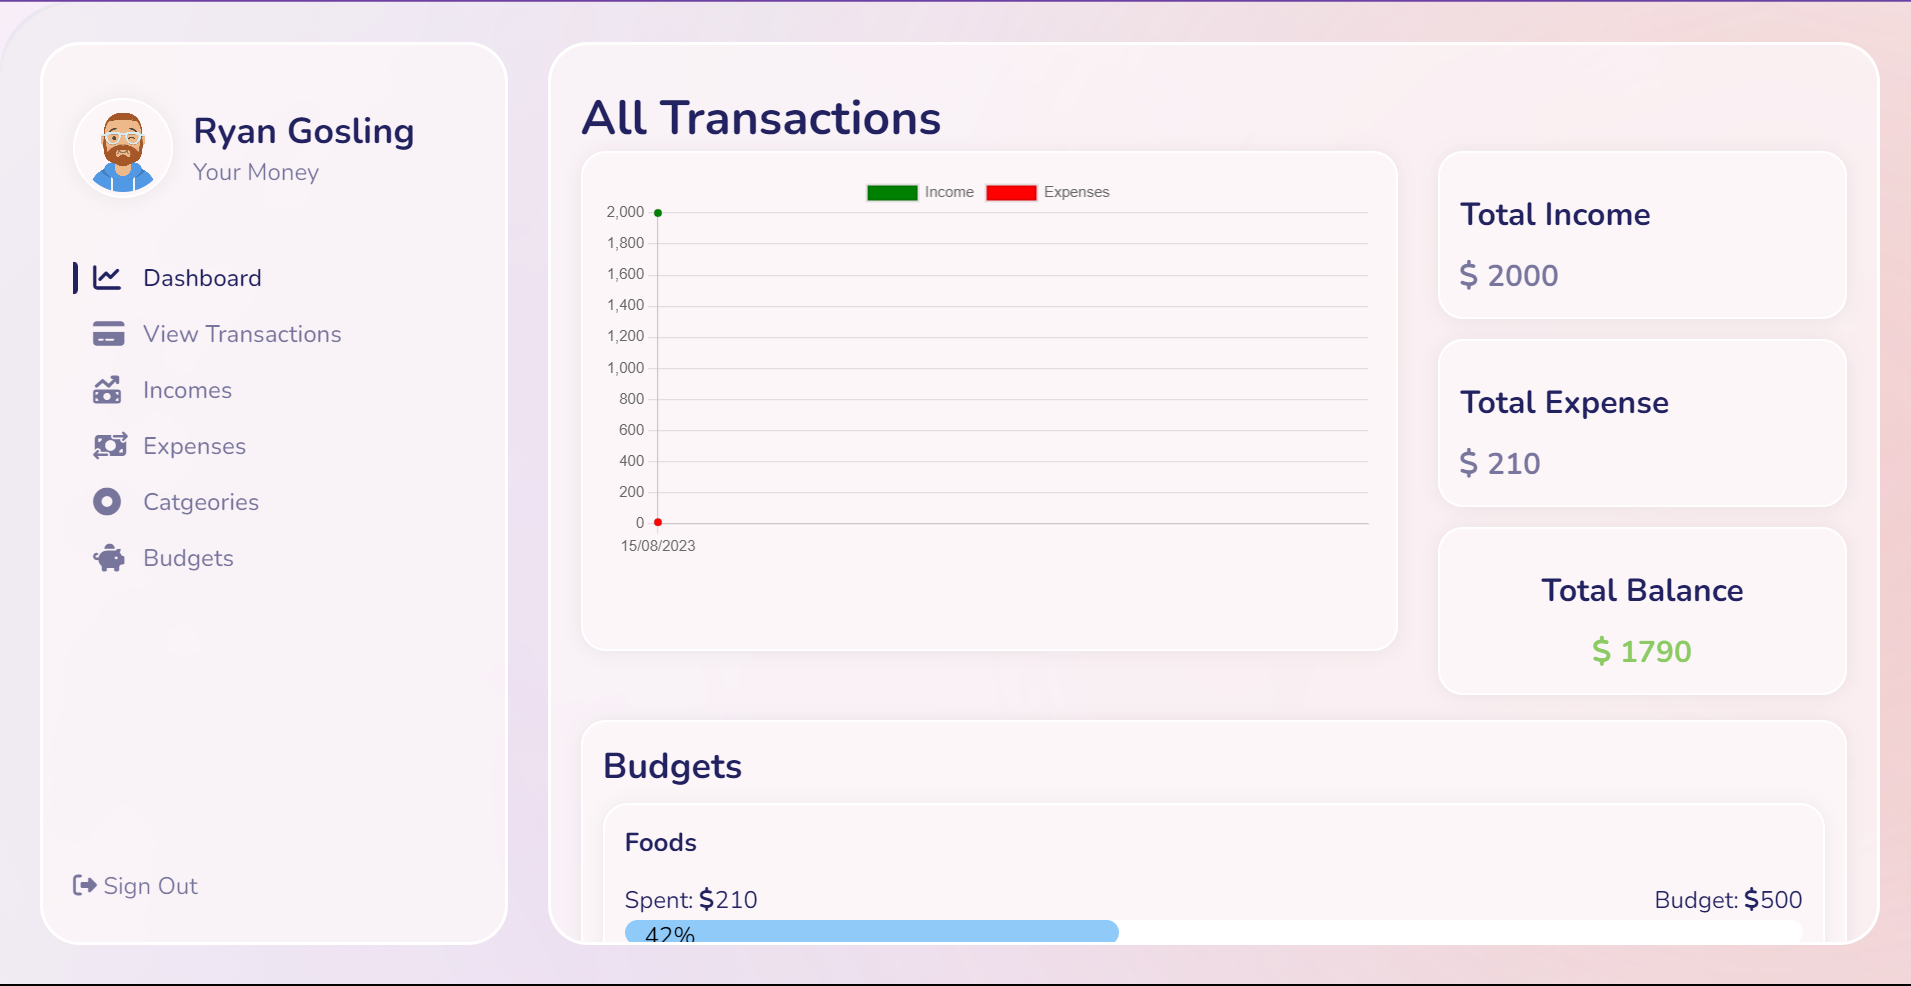 Ryan Gosling
Your Money
Dashboard
View Transactions
Incomes
Expenses
Catgeories
Budgets
Sign Out
All Transactions
Income Expenses
2,000
1,800
1,600
1,400
1,200
1,000
800
600
400
200
0
15/08/2023
Total Income
$ 2000
Total Expense
$ 210
Total Balance
$ 1790
Budgets
Foods
Spent: $210 Budget: $500
42%